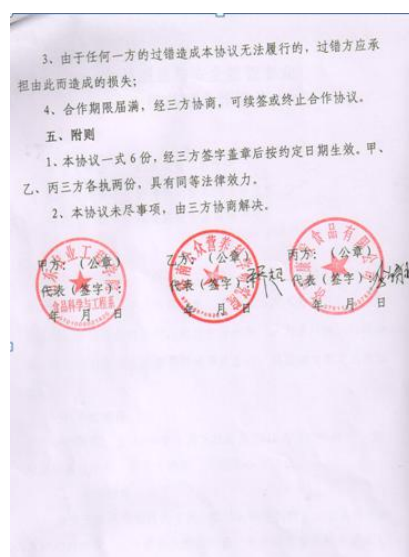 3、由于任何一方的过错造成本协议无法履行的，过错方应承
担由此而造成的损失；
4、合作期限届满，经三方协商，可续签或终止合作协议。
五、附则
1、本协议一式 6 份，经三方签字盖章后按约定日期生效。甲、
乙、丙三方各执两份，具有同等法律效力。
2、本协议未尽事项，由三方协商解决。
甲方：（公章） 乙方：（公章） 丙方：（公章）
代表（签字）： 代表（签字）： 代表（签字）：
食品科学与工程系
年 月 日 年 月 日 年 月 日